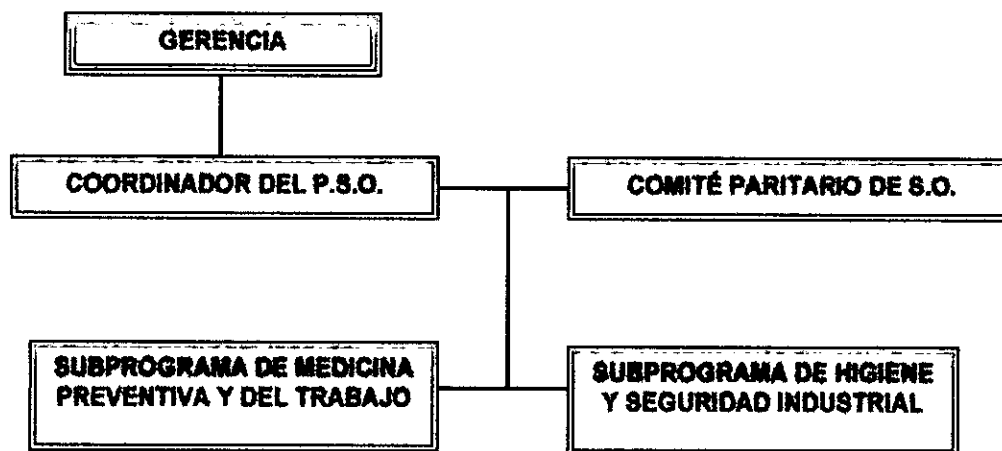 GERENCIA
COORDINADOR DEL P.S.O.
COMITÉ PARITARIO DE S.O.
SUBPROGRAMA DE MEDICINA
PREVENTIVA Y DEL TRABAJO
SUBPROGRAMA DE HIGIENE
Y SEGURIDAD INDUSTRIAL